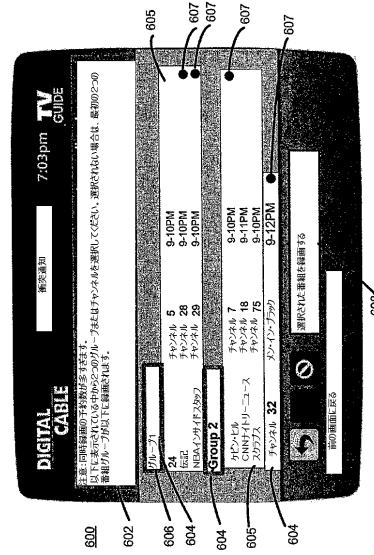 600
602
606
604
604
605
604
DIGITAL
CABLE
衝突通知
7:03pm
TV
GUIDE
注意:同時録画の予約数が多すぎます。
以下に表示されている中から2つのグループまたはチャンネルを選択してください。選択されない場合は、最初の2つの
番組グループが以下に録画されます。
グループ1
24 チャンネル 5 9-10PM
伝記 チャンネル 28 9-10PM
NBAインサイドスタッフ チャンネル 29 9-10PM
Group 2
トピン・ヒル チャンネル 7 9-10PM
CNNナイトリーニュース チャンネル 18 9-11PM
スクラブス チャンネル 75 9-10PM
チャンネル 32 メン・イン・ブラック 9-12PM
選択された番組を録画する
前の画面に戻る
605
607
607
607
607